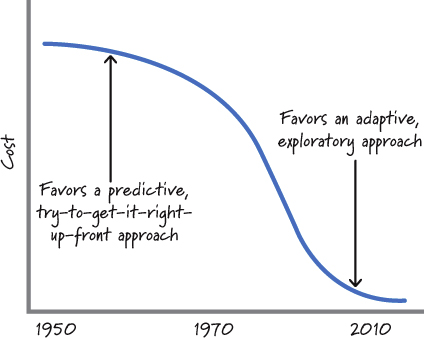 Cost
Favors a predictive,
try-to-get-it-right-
up-front approach
Favors an adaptive,
exploratory approach
1950
1970
2010